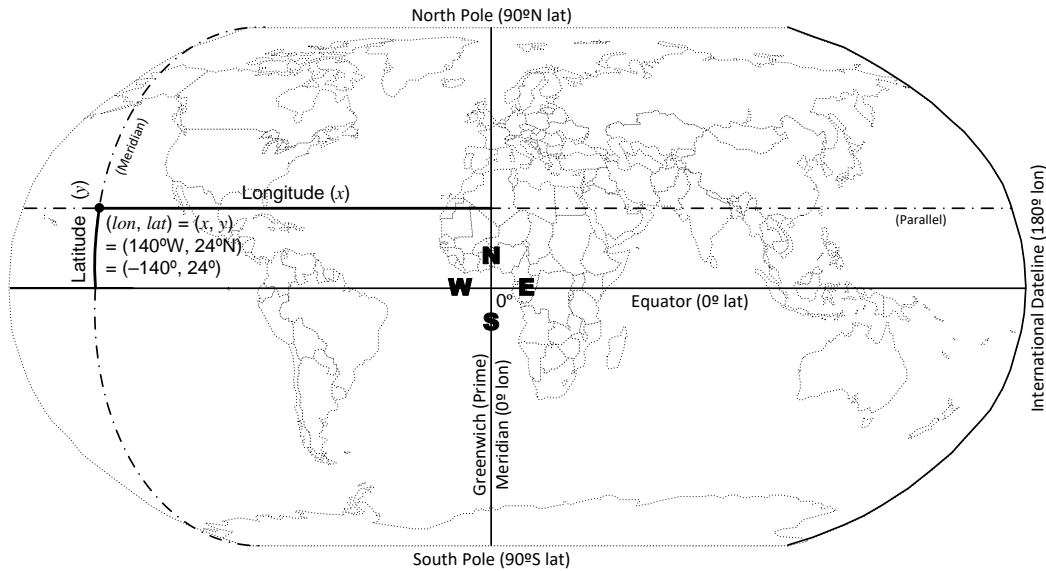 North Pole (90ºN lat)
(Meridian)
Longitude (x)
Latitude (y)
(lon, lat) = (x, y)
= (140ºW, 24ºN)
= (–140º, 24º)
(Parallel)
N
W
E
0º
S
Equator (0º lat)
International Dateline (180º lon)
Greenwich (Prime)
Meridian (0º lon)
South Pole (90ºS lat)